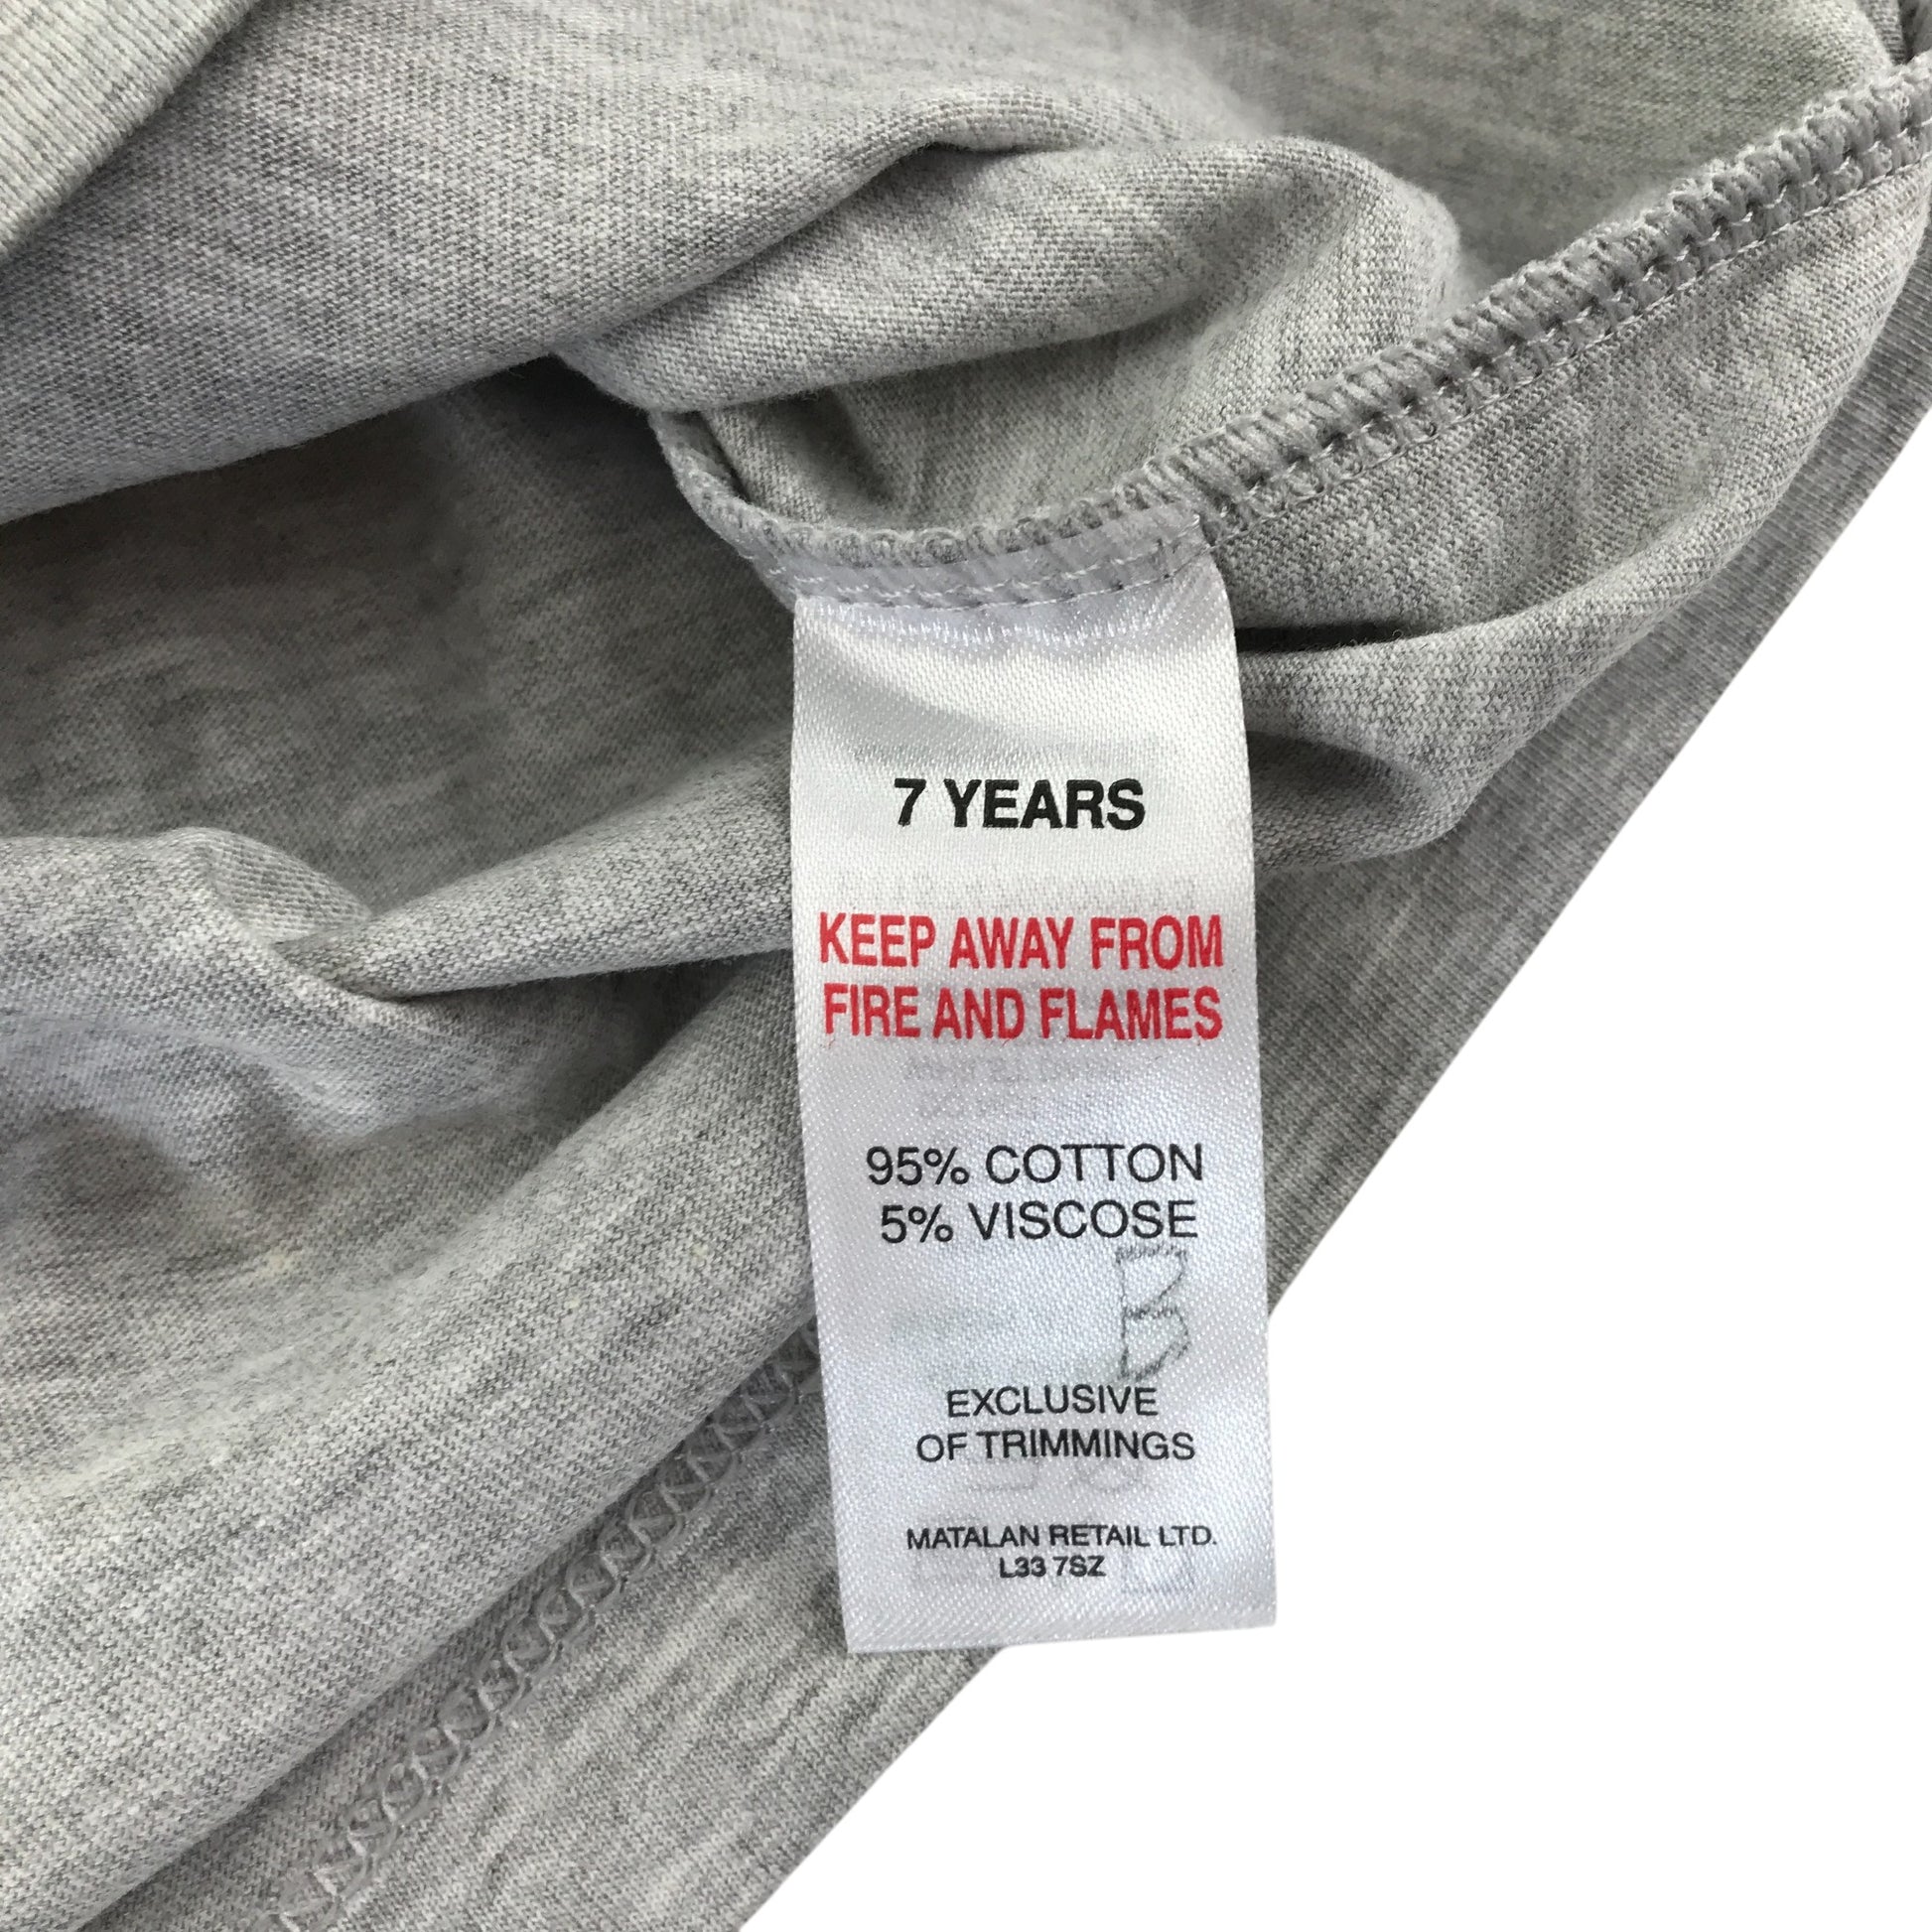 7 YEARS
KEEP AWAY FROM
FIRE AND FLAMES
95% COTTON
5% VISCOSE
EXCLUSIVE
OF TRIMMINGS
MATALAN RETAIL LTD.
L33 7SZ